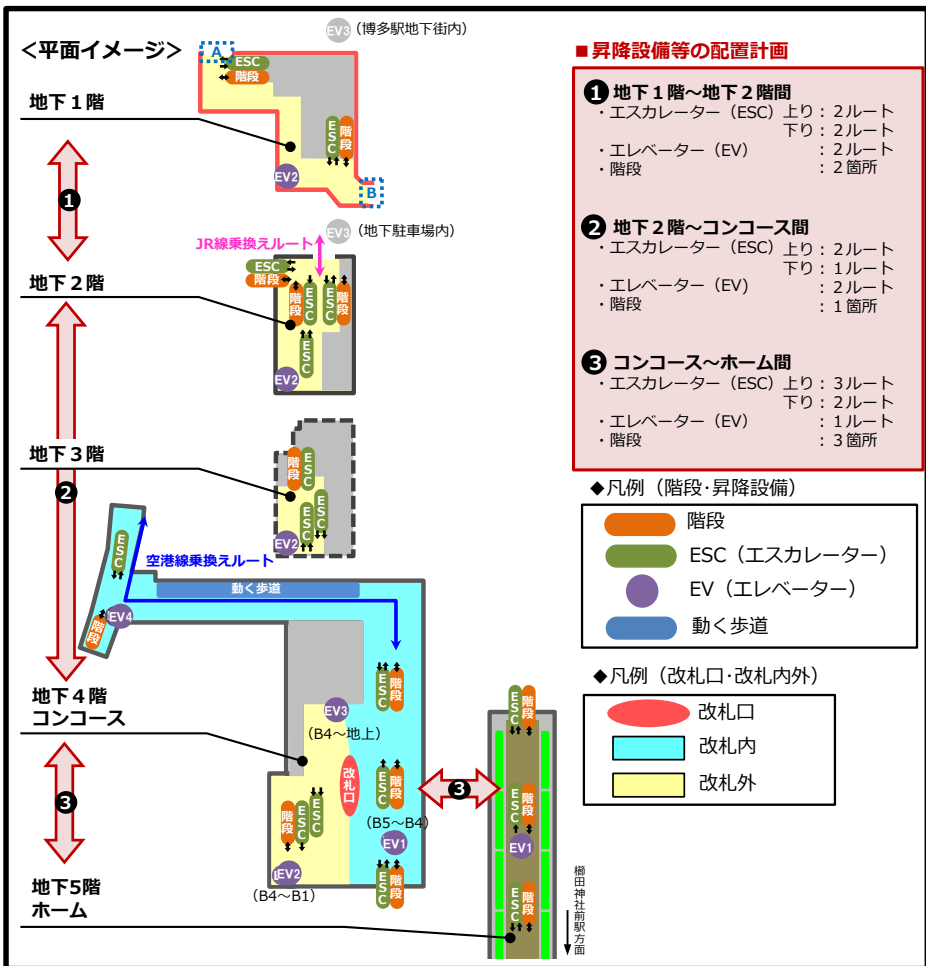 <平面イメージ>
EV3
(博多駅地下街内)
A
ESC
階段
地下1階
ESC
階段
EV2
B
❶
EV3
(地下駐車場内)
JR線乗換えルート
ESC
階段
地下2階
階段
ESC
ESC
階段
ESC
EV2
地下3階
階段
ESC
ESC
ESC
EV2
❷
ESC
空港線乗換えルート
動く歩道
EV4
階段
地下4階
コンコース
ESC
階段
EV3
(B4~地上)
改札口
ESC
階段
(B5~B4)
階段
ESC
ESC
EV1
EV2
(B4~B1)
ESC
階段
❸
❸
地下5階
ホーム
ESC
階段
ESC
階段
EV1
ESC
階段
櫛田神社前駅方面
■昇降設備等の配置計画
❶ 地下1階~地下2階間
・エスカレーター(ESC) 上り:2ルート
下り:2ルート
・エレベーター(EV) :2ルート
・階段 :2箇所
❷ 地下2階~コンコース間
・エスカレーター(ESC) 上り:2ルート
下り:1ルート
・エレベーター(EV) :2ルート
・階段 :1箇所
❸ コンコース~ホーム間
・エスカレーター(ESC) 上り:3ルート
下り:2ルート
・エレベーター(EV) :1ルート
・階段 :3箇所
◆凡例(階段・昇降設備)
階段
ESC(エスカレーター)
EV(エレベーター)
動く歩道
◆凡例(改札口・改札内外)
改札口
改札内
改札外